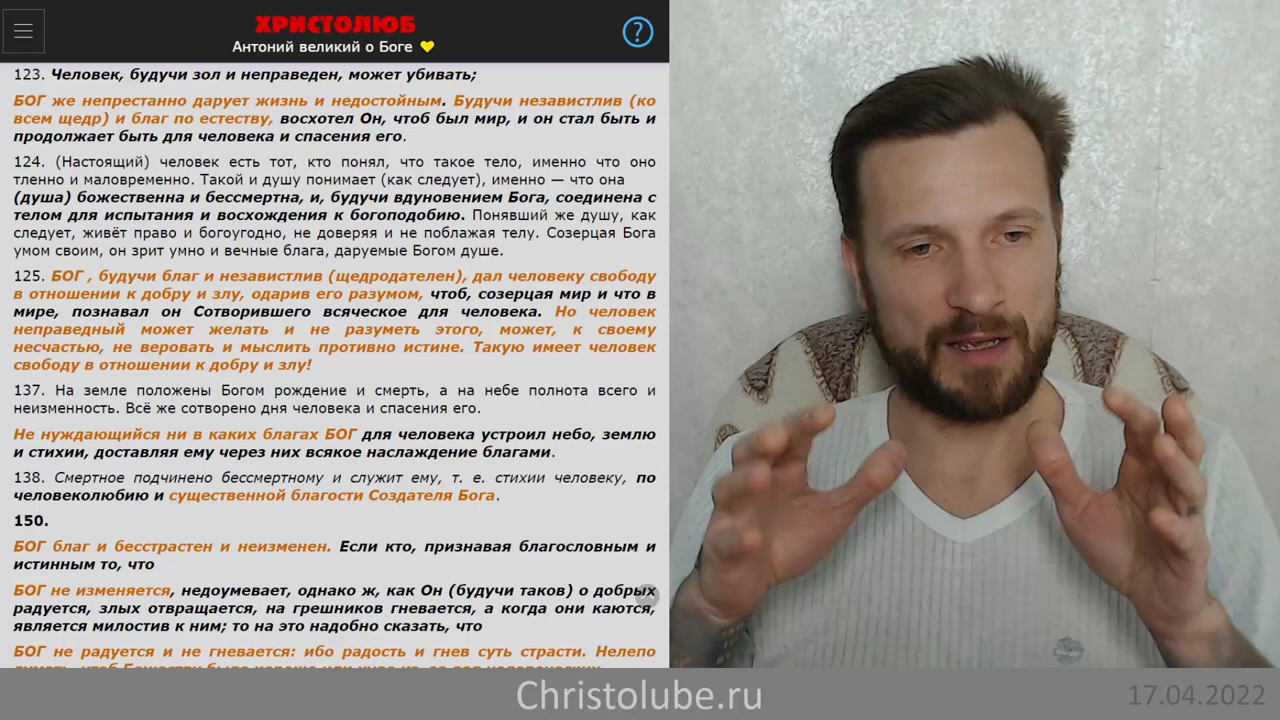 ХРИСТОЛЮБ
Антоний великий о Боге
123. Человек, будучи зол и неправеден, может убивать;
БОГ же непрестанно дарует жизнь и недостойным. Будучи независтлив (ко
всем щедр) и благ по естеству, восхотел Он, чтоб был мир, и он стал быть и
продолжает быть для человека и спасения его.
124. (Настоящий) человек есть тот, кто понял, что такое тело, именно что оно
тленно и маловременно. Такой и душу понимает (как следует), именно — что она
(душа) божественна и бессмертна, и, будучи вдуновением Бога, соединена с
телом для испытания и восхождения к богоподобию. Понявший же душу, как
следует, живёт право и богоугодно, не доверяя и не поблажая телу. Созерцая Бога
умом своим, он зрит умно и вечные блага, даруемые Богом душе.
125. БОГ , будучи благ и независтлив (щедродателен), дал человеку свободу
в отношении к добру и злу, одарив его разумом, чтоб, созерцая мир и что в
мире, познавал он Сотворившего всяческое для человека. Но человек
неправедный может желать и не разуметь этого, может, к своему
несчастью, не веровать и мыслить противно истине. Такую имеет человек
свободу в отношении к добру и злу!
137. На земле положены Богом рождение и смерть, а на небе полнота всего и
неизменность. Всё же сотворено дня человека и спасения его.
Не нуждающийся ни в каких благах БОГ для человека устроил небо, землю
и стихии, доставляя ему через них всякое наслаждение благами.
138. Смертное подчинено бессмертному и служит ему, т. е. стихии человеку, по
человеколюбию и существенной благости Создателя Бога.
150.
БОГ благ и бесстрастен и неизменен. Если кто, признавая благословным и
истинным то, что
БОГ не изменяется, недоумевает, однако ж, как Он (будучи таков) о добрых
радуется, злых отвращается, на грешников гневается, а когда они каются,
является милостив к ним; то на это надобно сказать, что
БОГ не радуется и не гневается: ибо радость и гнев суть страсти. Нелепо
Christolube.ru
17.04.2022